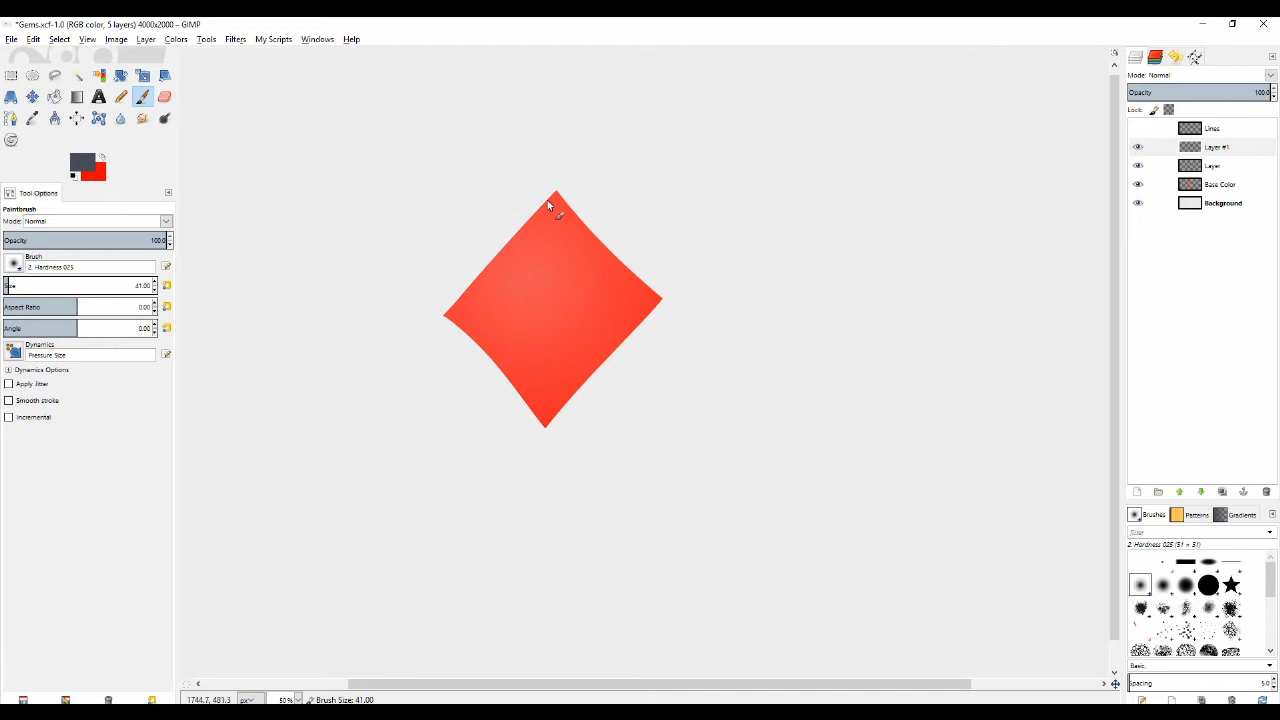 *Gems.xcf-1.0 (RGB color, 5 layers) 4000x2000 – GIMP
File Edit Select View Image Layer Colors Tools Filters My Scripts Windows Help
Tool Options
Paintbrush
Mode: Normal
Opacity 100.0
Brush
2. Hardness 025
Size 41.00
Aspect Ratio 0.00
Angle 0.00
Dynamics
Pressure Size
Dynamics Options
Apply Jitter
Smooth stroke
Incremental
1744.7, 481.3 px 50 % Brush Size: 41.00
Mode: Normal
Opacity 100.0
Lock:
Lines
Layer #1
Layer
Base Color
Background
Brushes Patterns Gradients
filter
2. Hardness 025 (51 × 51)
Basic,
Spacing 5.0